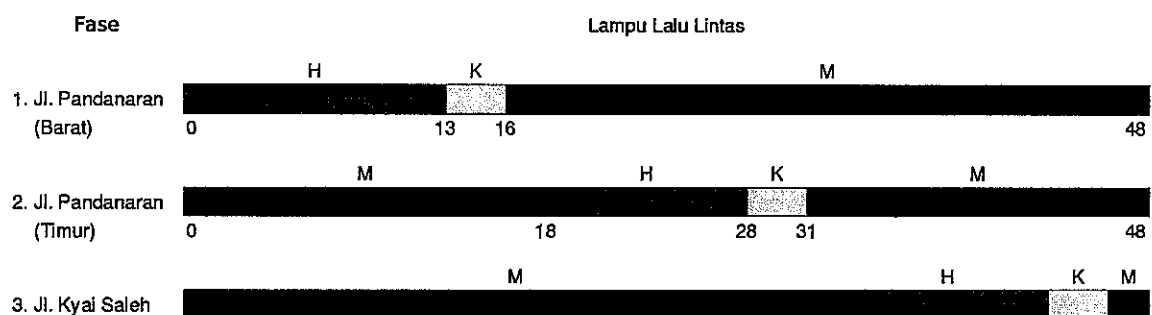 Fase Lampu Lalu Lintas
H K M
1. Jl. Pandanaran
(Barat) 0 13 16 48
M H K M
2. Jl. Pandanaran
(Timur) 0 18 28 31 48
M H K M
3. Jl. Kyai Saleh